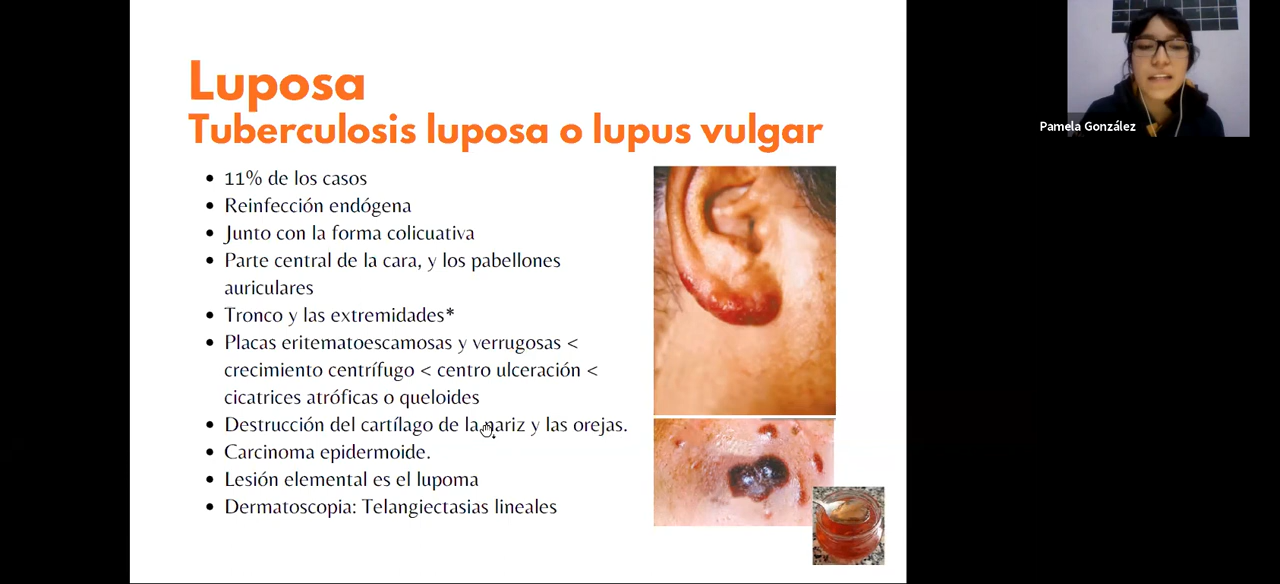 Luposa
Tuberculosis luposa o lupus vulgar
• 11% de los casos
• Reinfección endógena
• Junto con la forma colicuativa
• Parte central de la cara, y los pabellones
auriculares
• Tronco y las extremidades*
• Placas eritematoescamosas y verrugosas <
crecimiento centrífugo < centro ulceración <
cicatrices atróficas o queloides
• Destrucción del cartílago de la nariz y las orejas.
• Carcinoma epidermoide.
• Lesión elemental es el lupoma
• Dermatoscopia: Telangiectasias lineales
Pamela González